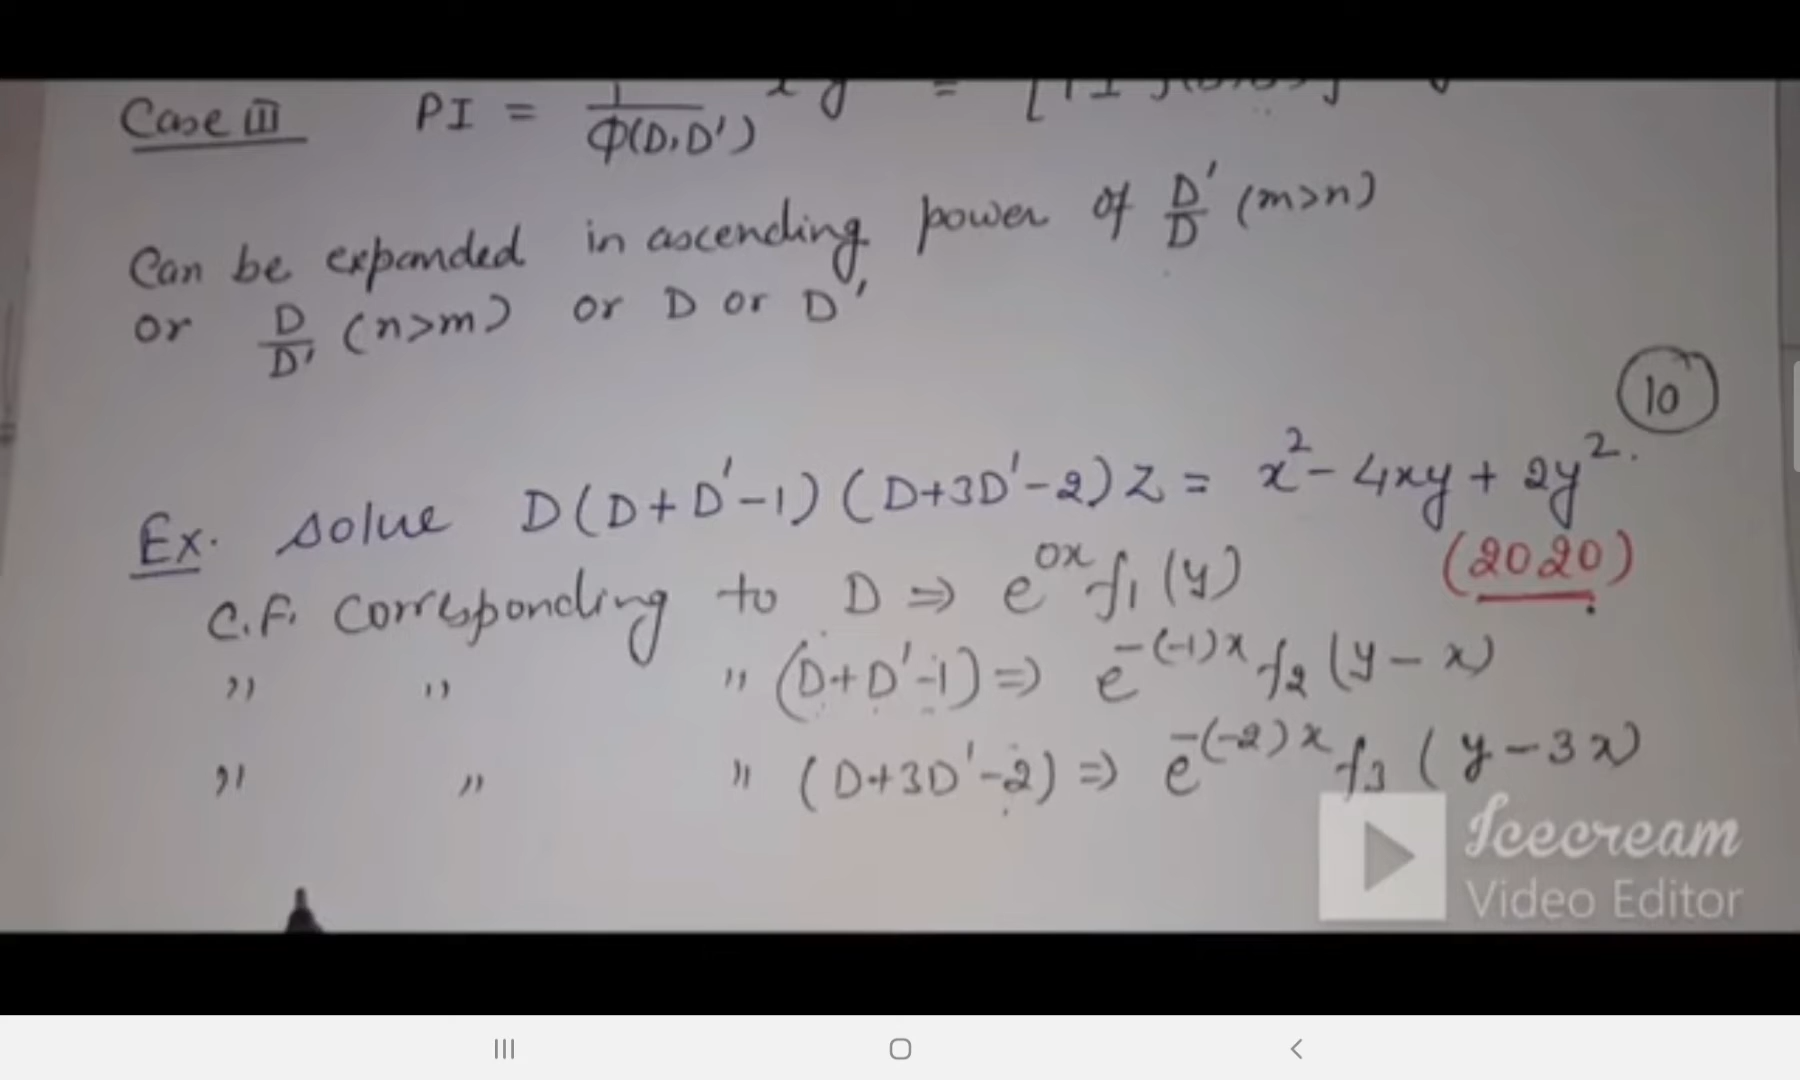 Case III PI = 1/Φ(D,D')
Can be expanded in ascending power of D'/D (m>n)
or D/D' (n>m) or D or D'
10
Ex. solve D(D+D'-1)(D+3D'-2)Z = x²-4xy+2y².
(2020)
C.F. corresponding to D ⇒ e^{0x} f₁(y)
" " " (D+D'-1) ⇒ e^{-(-1)x} f₂(y-x)
" " " (D+3D'-2) ⇒ e^{-(-2)x} f₃(y-3x)
Icecream
Video Editor